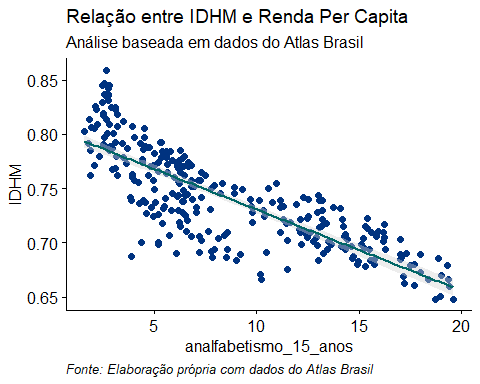 Relação entre IDHM e Renda Per Capita
Análise baseada em dados do Atlas Brasil
0.85
0.80
0.75
0.70
0.65
IDHM
5
10
15
20
analfabetismo_15_anos
Fonte: Elaboração própria com dados do Atlas Brasil